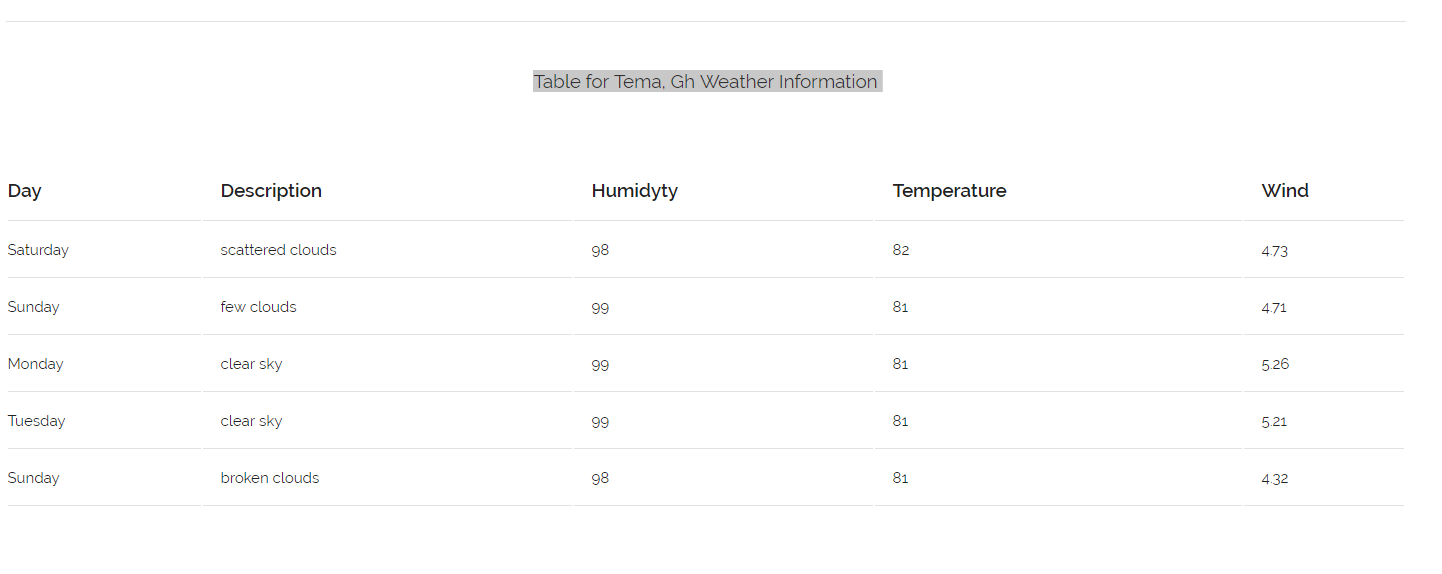 Table for Tema, Gh Weather Information
Day Description Humidyty Temperature Wind
Saturday scattered clouds 98 82 4.73
Sunday few clouds 99 81 4.71
Monday clear sky 99 81 5.26
Tuesday clear sky 99 81 5.21
Sunday broken clouds 98 81 4.32